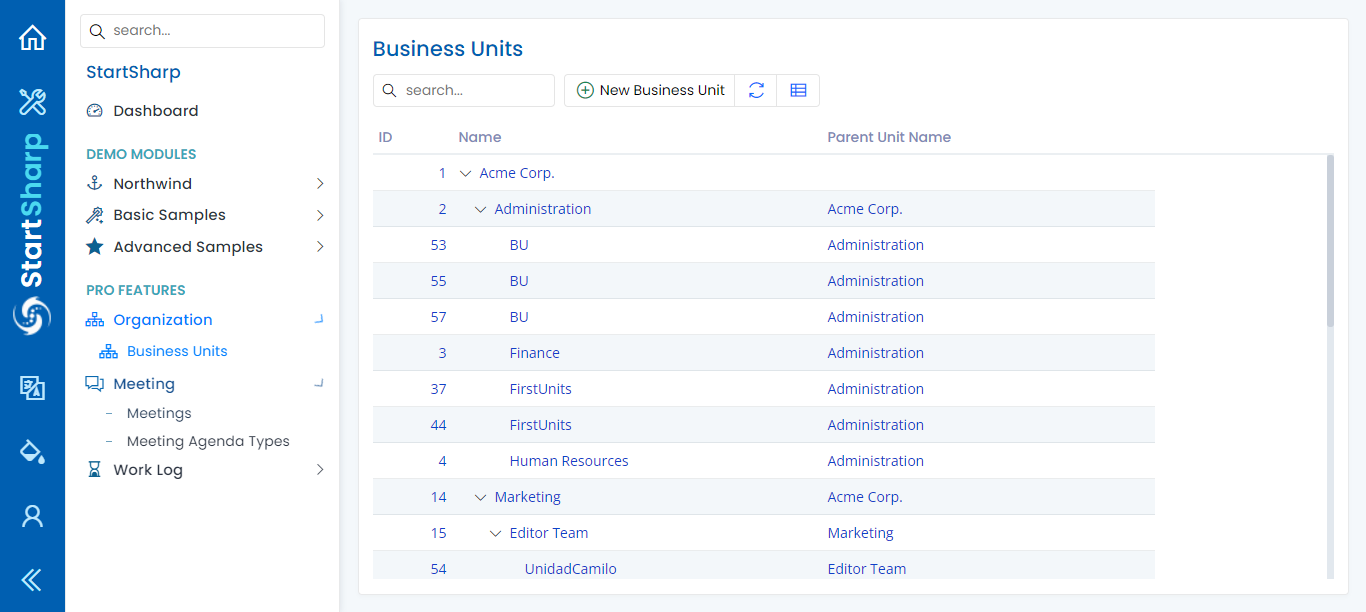 StartSharp
search...
StartSharp
Dashboard
DEMO MODULES
Northwind
Basic Samples
Advanced Samples
PRO FEATURES
Organization
Business Units
Meeting
Meetings
Meeting Agenda Types
Work Log
Business Units
search...
New Business Unit
ID Name Parent Unit Name
1 Acme Corp.
2 Administration Acme Corp.
53 BU Administration
55 BU Administration
57 BU Administration
3 Finance Administration
37 FirstUnits Administration
44 FirstUnits Administration
4 Human Resources Administration
14 Marketing Acme Corp.
15 Editor Team Marketing
54 UnidadCamilo Editor Team